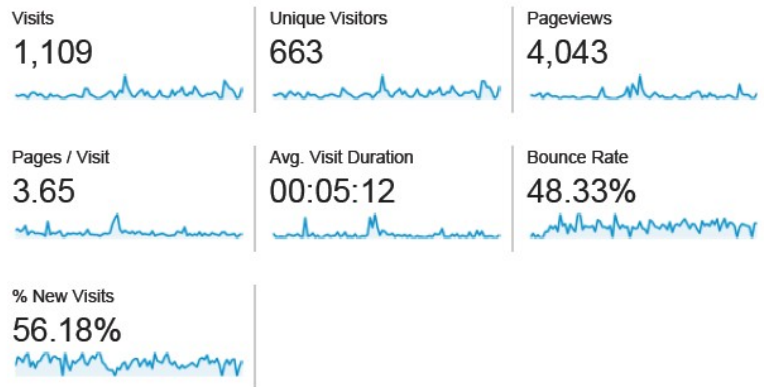 Visits
1,109
Unique Visitors
663
Pageviews
4,043
Pages / Visit
3.65
Avg. Visit Duration
00:05:12
Bounce Rate
48.33%
% New Visits
56.18%